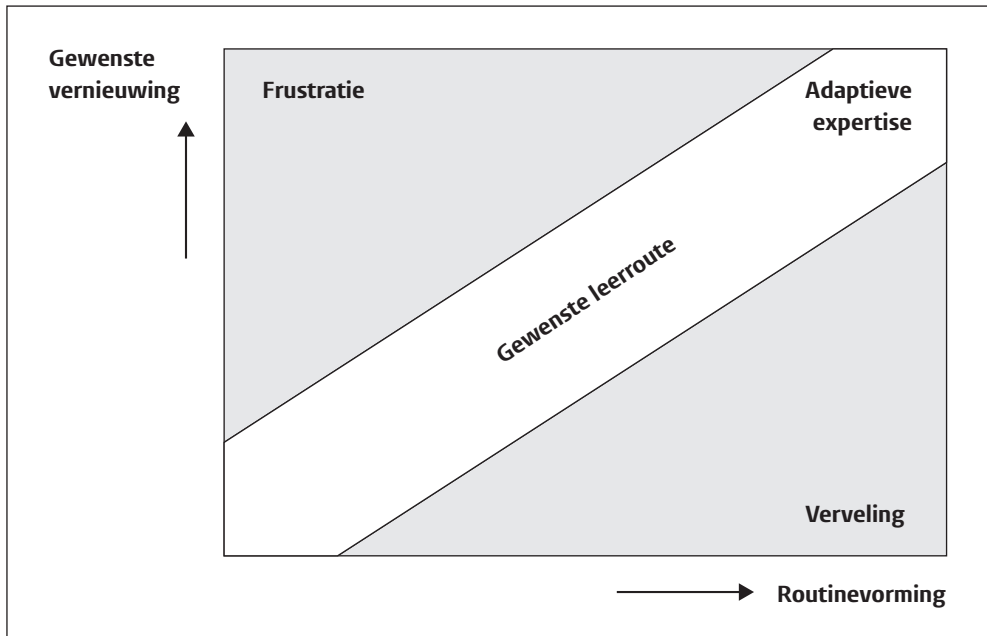 Gewenste
vernieuwing
Frustratie
Adaptieve
expertise
Gewenste leerroute
Verveling
Routinevorming